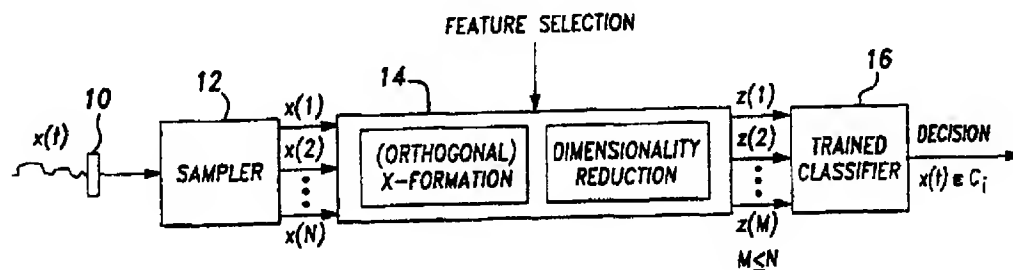 FEATURE SELECTION
x(t)
10
12
SAMPLER
x(1)
x(2)
x(N)
14
(ORTHOGONAL)
X-FORMATION
DIMENSIONALITY
REDUCTION
z(1)
z(2)
z(M)
M≤N
16
TRAINED
CLASSIFIER
DECISION
x(t) ε Ci